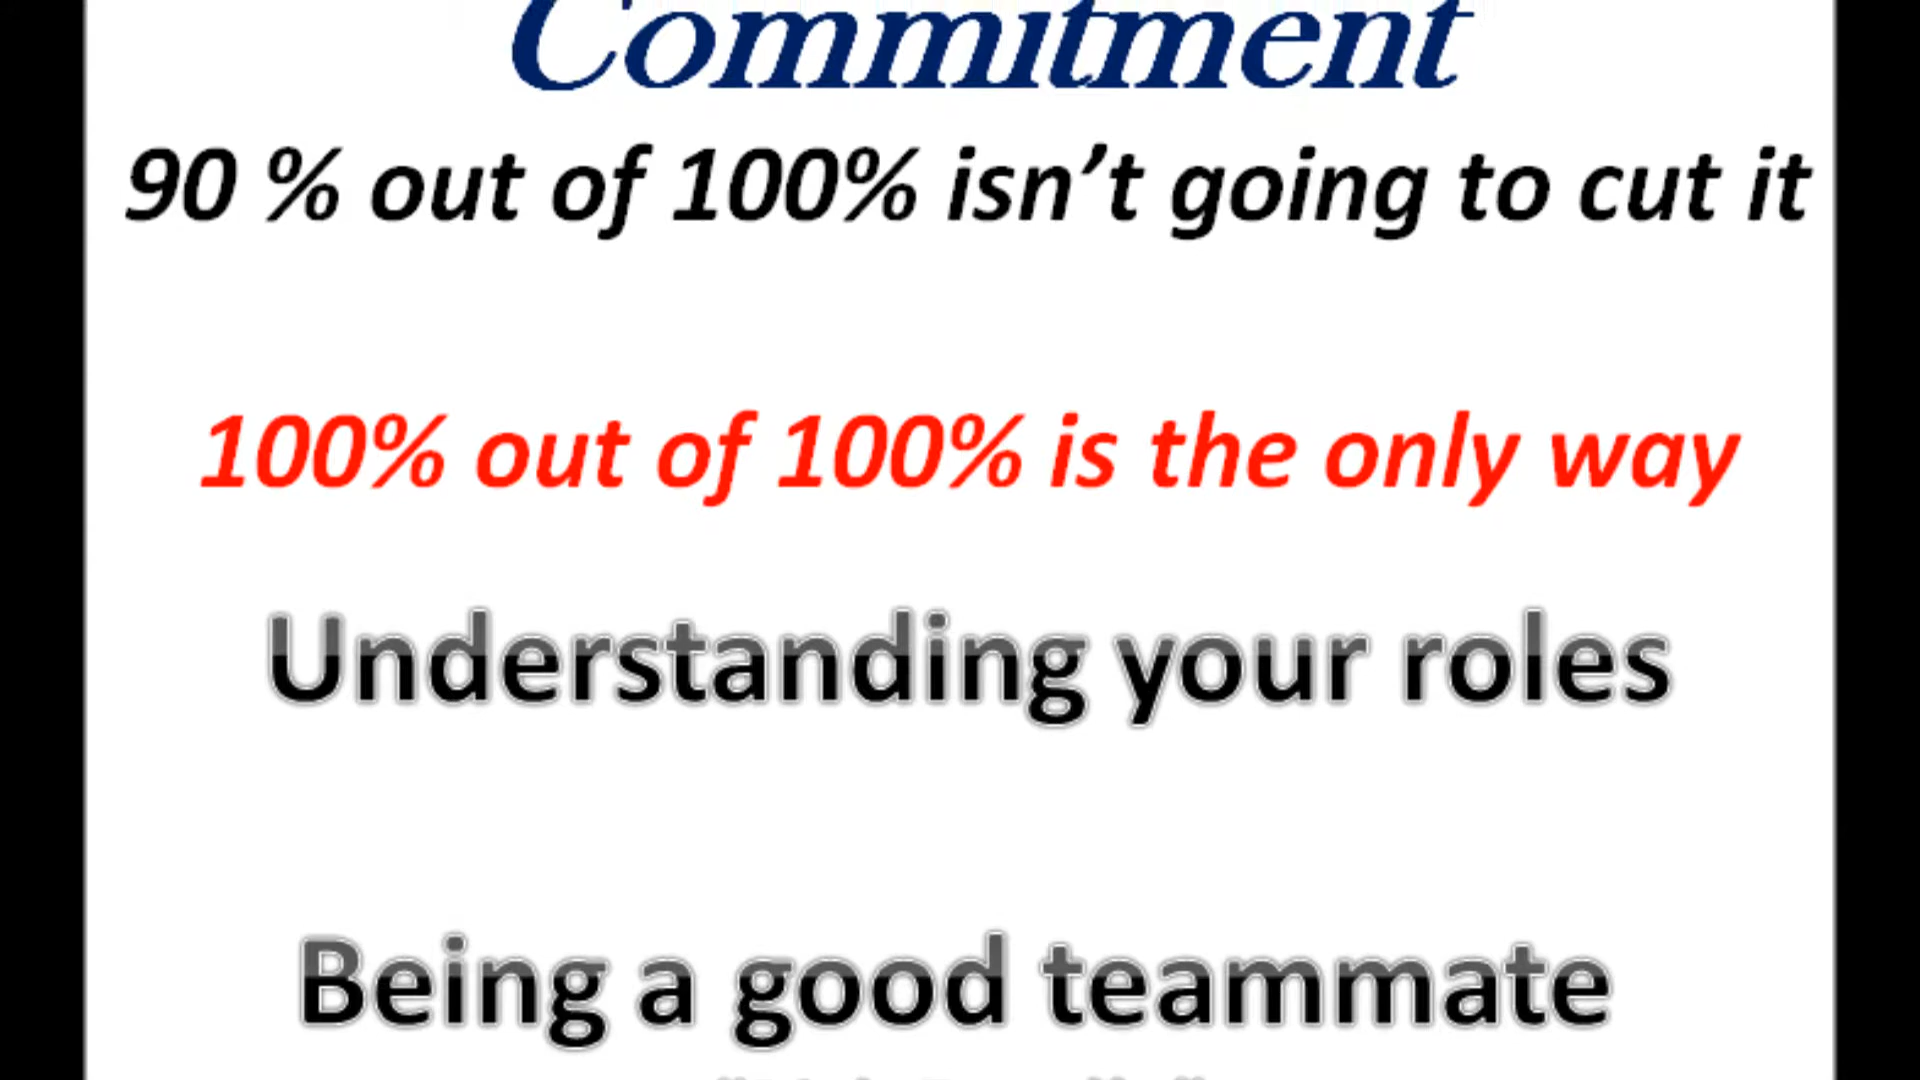 Commitment
90 % out of 100% isn’t going to cut it
100% out of 100% is the only way
Understanding your roles
Being a good teammate